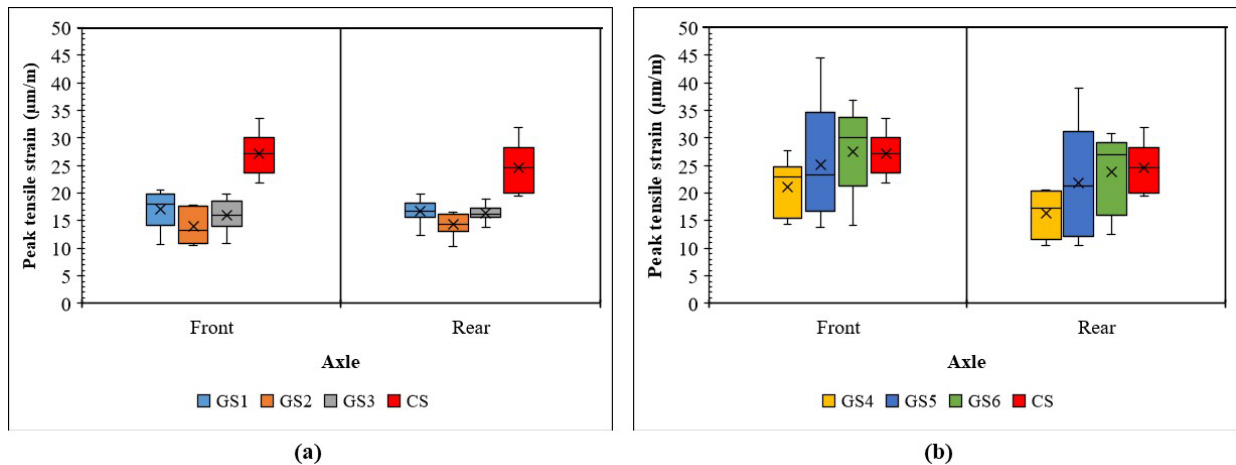 Peak tensile strain (μm/m)
50
45
40
35
30
25
20
15
10
5
0
Front Rear
Axle
GS1 GS2 GS3 CS
(a)
Peak tensile strain (μm/m)
50
45
40
35
30
25
20
15
10
5
0
Front Rear
Axle
GS4 GS5 GS6 CS
(b)